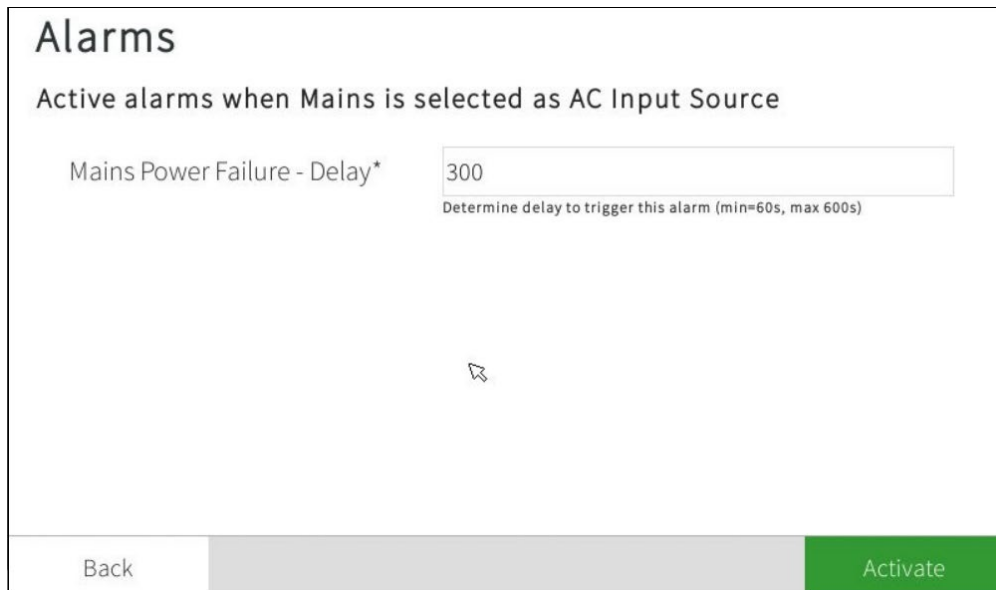 Alarms
Active alarms when Mains is selected as AC Input Source
Mains Power Failure - Delay*
300
Determine delay to trigger this alarm (min=60s, max 600s)
Back
Activate